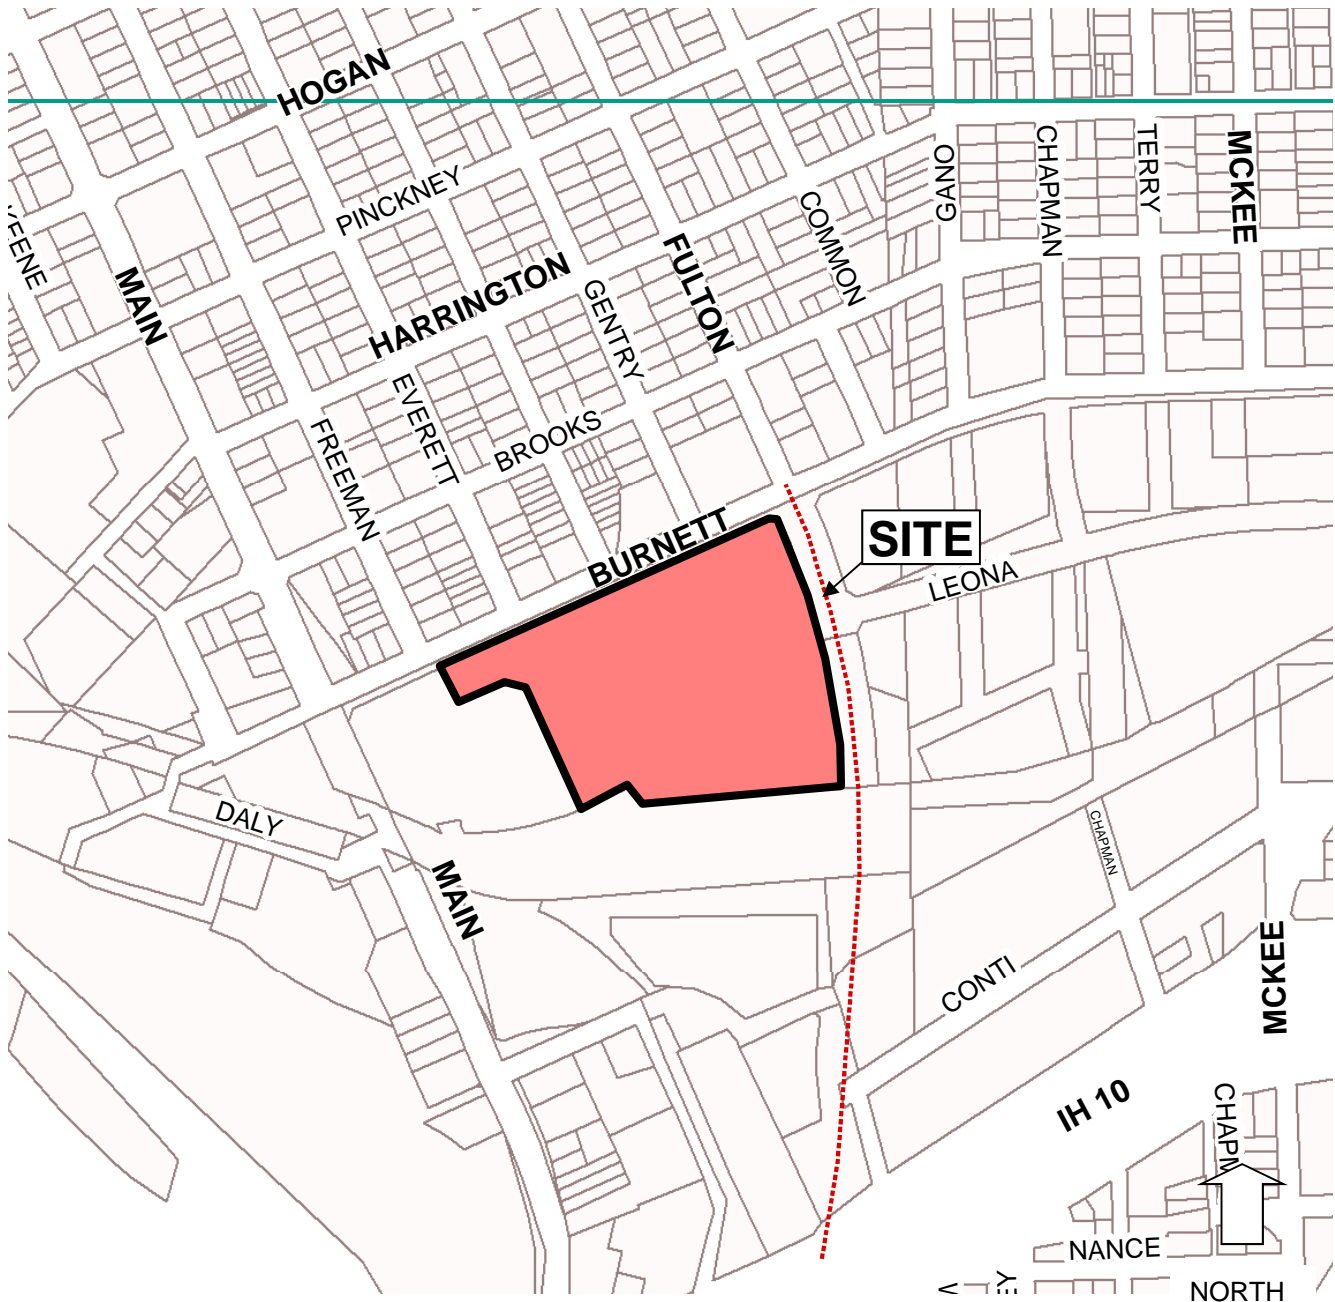 HOGAN
PINCKNEY
GANO
CHAPMAN
TERRY
MCKEE
COMMON
MAIN
HARRINGTON
GENTRY
FULTON
EVERETT
FREEMAN
BROOKS
BURNETT
SITE
LEONA
DALY
MAIN
CHAPMAN
CONTI
MCKEE
IH 10
NANCE
NORTH